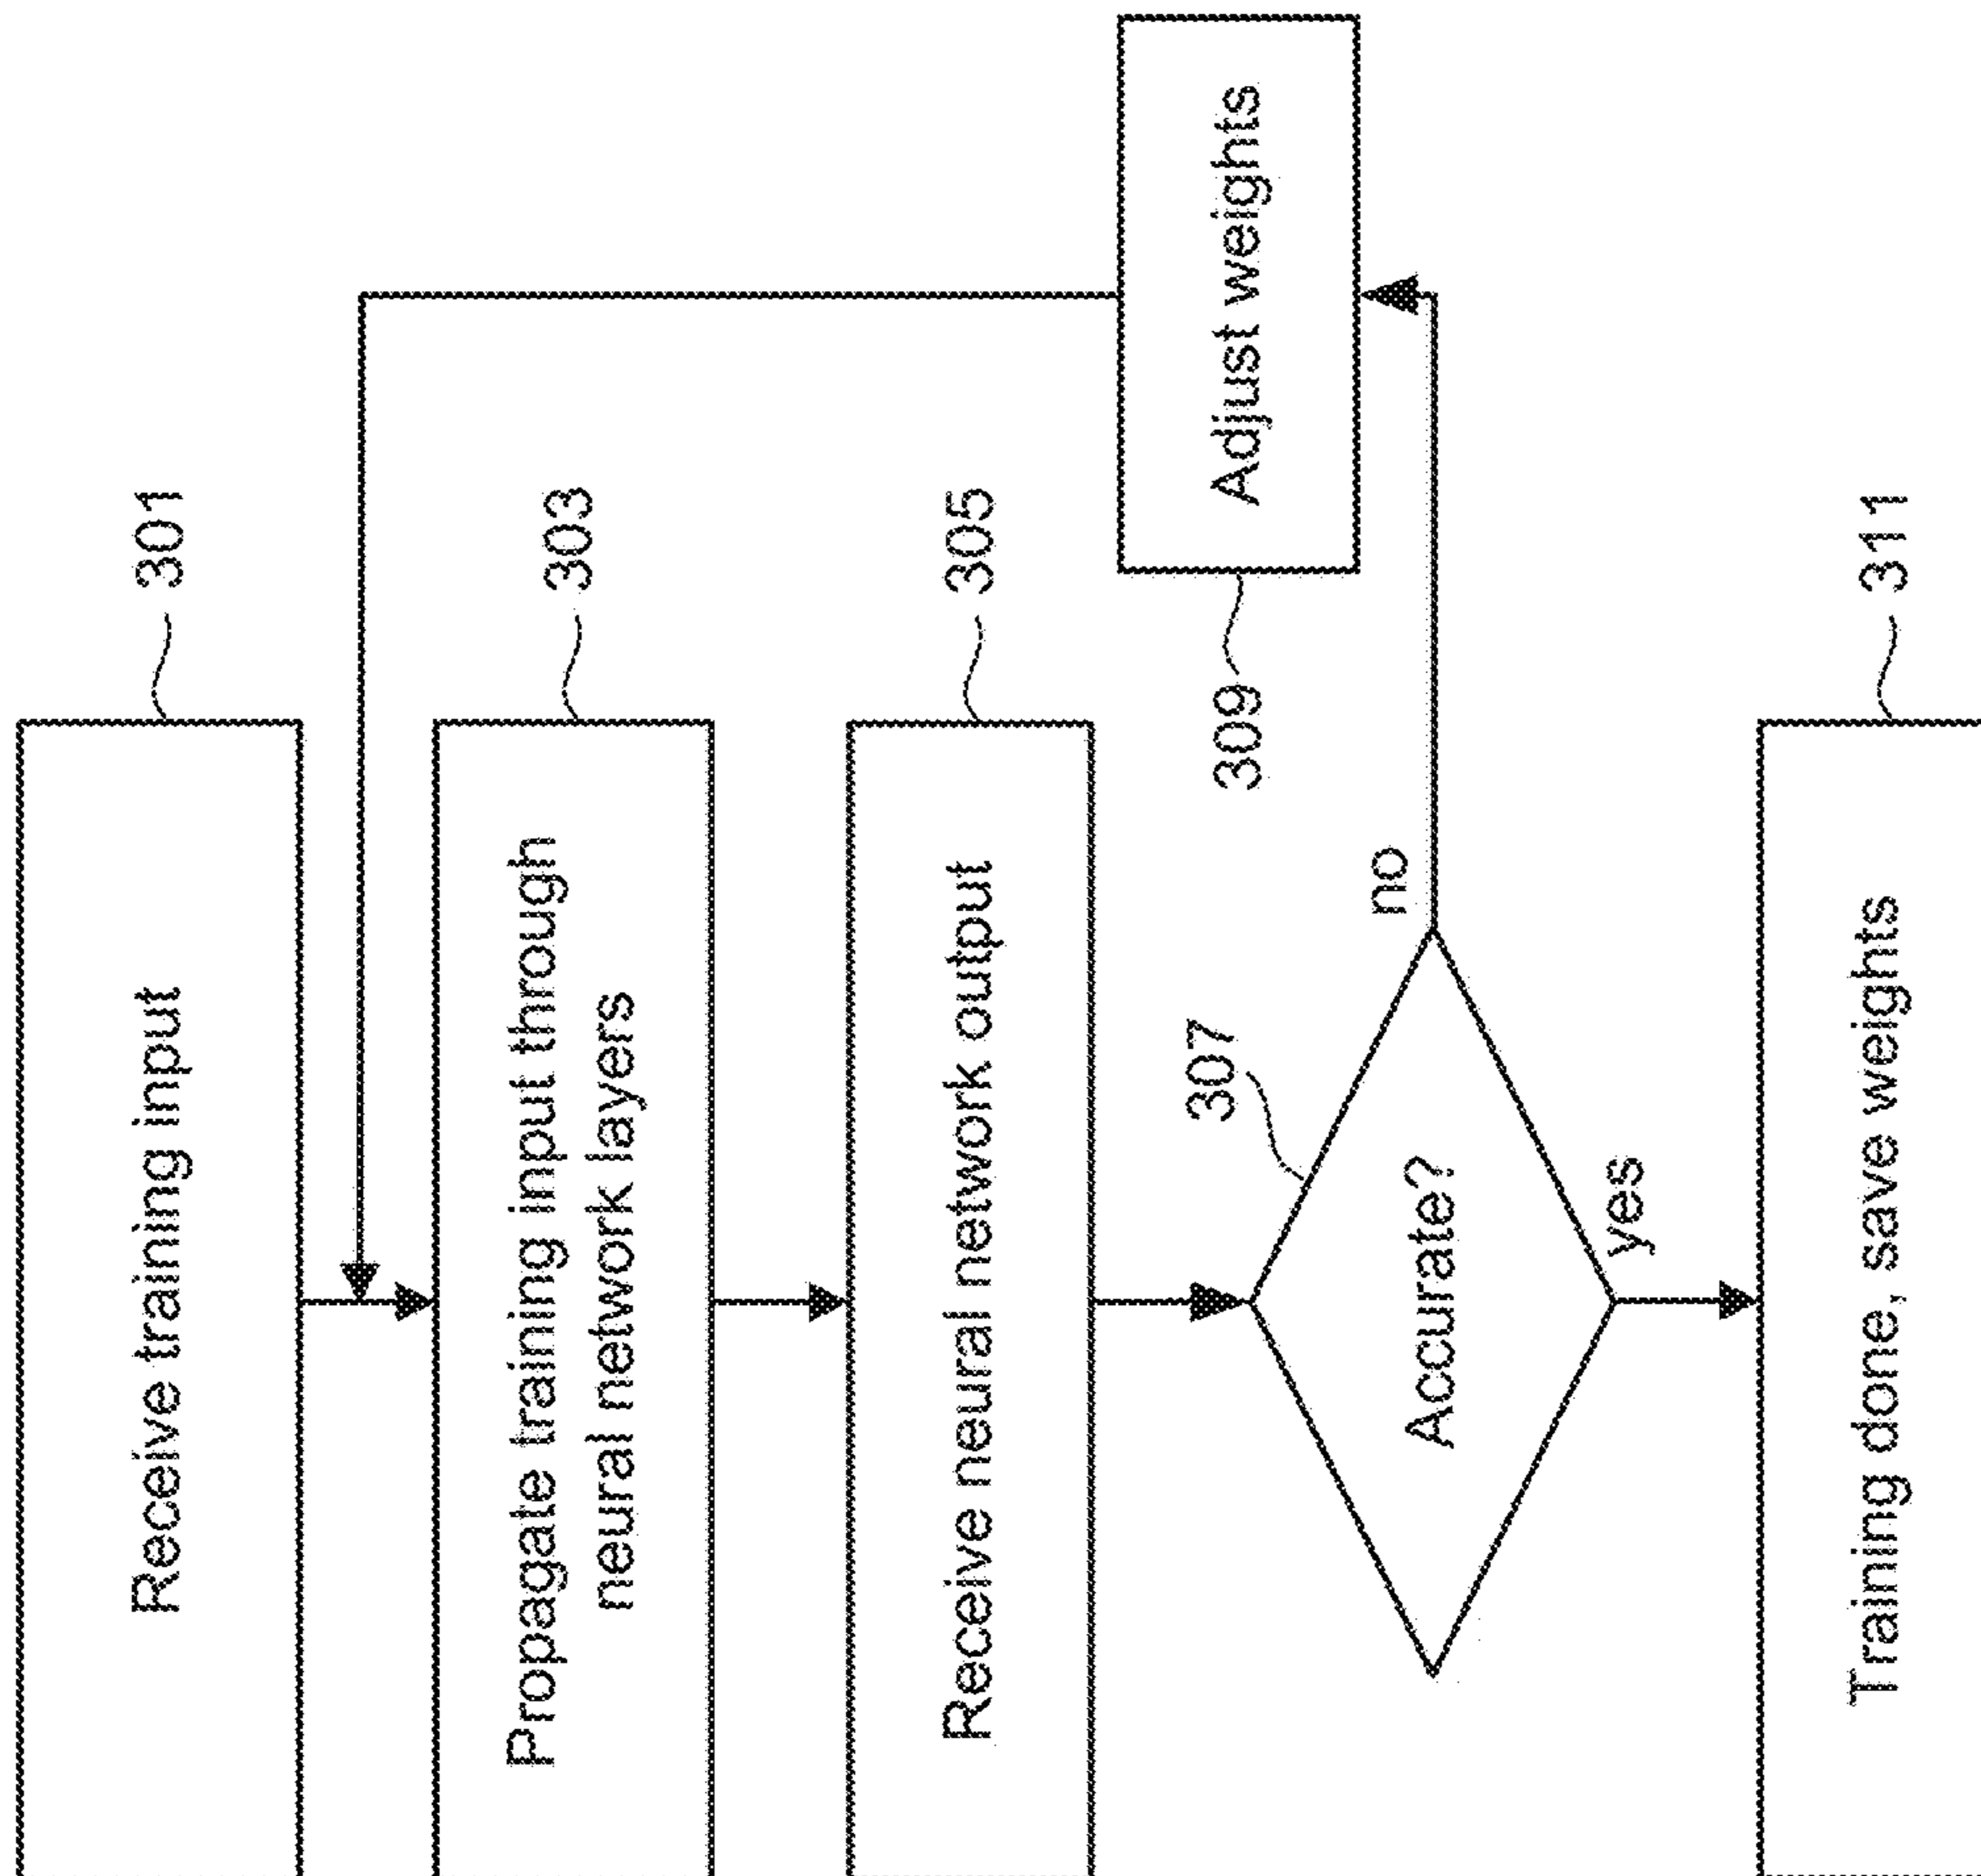 Receive training input
301
Propagate training input through
neural network layers
303
Receive neural network output
305
Accurate?
307
no
yes
Adjust weights
309
Training done, save weights
311